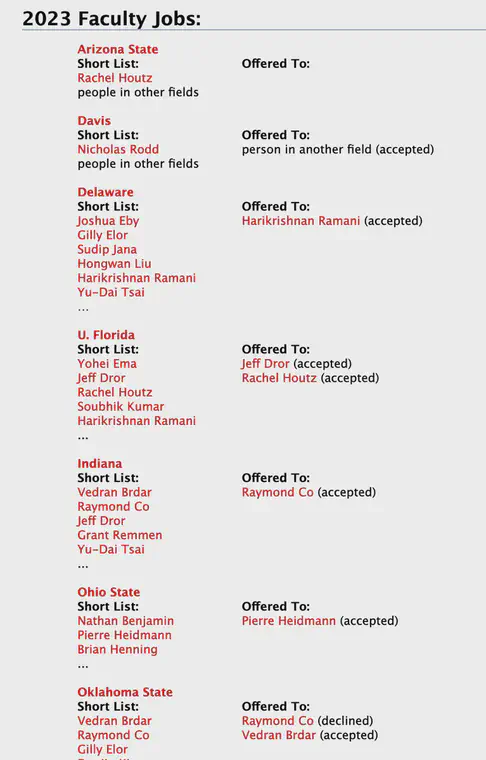 2023 Faculty Jobs:
Arizona State
Short List: Offered To:
Rachel Houtz
people in other fields
Davis
Short List: Offered To:
Nicholas Rodd person in another field (accepted)
people in other fields
Delaware
Short List: Offered To:
Joshua Eby Harikrishnan Ramani (accepted)
Gilly Elor
Sudip Jana
Hongwan Liu
Harikrishnan Ramani
Yu-Dai Tsai
...
U. Florida
Short List: Offered To:
Yohei Ema Jeff Dror (accepted)
Jeff Dror Rachel Houtz (accepted)
Rachel Houtz
Soubhik Kumar
Harikrishnan Ramani
...
Indiana
Short List: Offered To:
Vedran Brdar Raymond Co (accepted)
Raymond Co
Jeff Dror
Grant Remmen
Yu-Dai Tsai
...
Ohio State
Short List: Offered To:
Nathan Benjamin Pierre Heidmann (accepted)
Pierre Heidmann
Brian Henning
...
Oklahoma State
Short List: Offered To:
Vedran Brdar Raymond Co (declined)
Raymond Co Vedran Brdar (accepted)
Gilly Elor